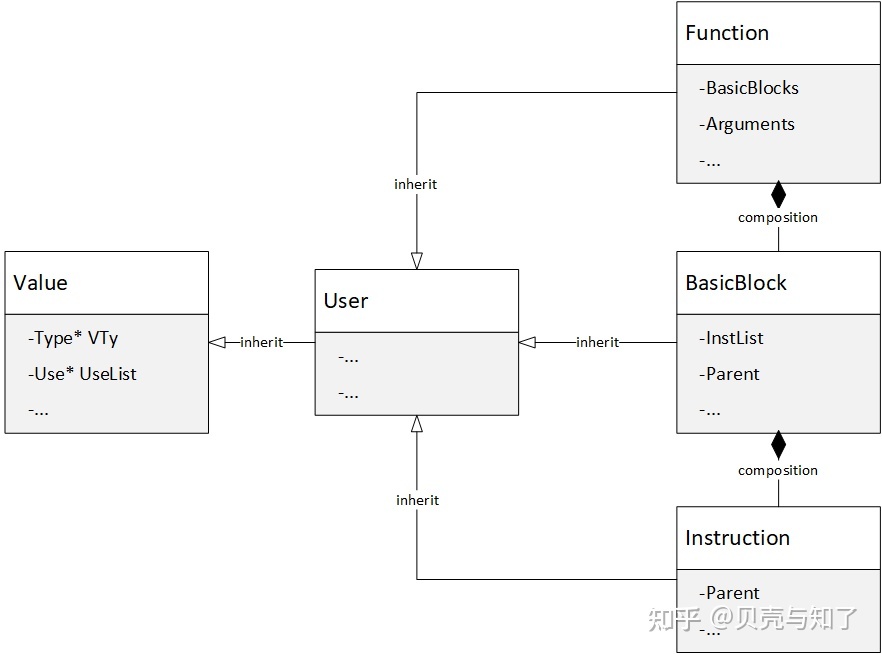 Function
-BasicBlocks
-Arguments
-...
inherit
composition
Value
-Type* VTy
-Use* UseList
-...
inherit
User
-...
-...
inherit
BasicBlock
-InstList
-Parent
-...
composition
inherit
Instruction
-Parent
-...
知乎 @贝壳与知了